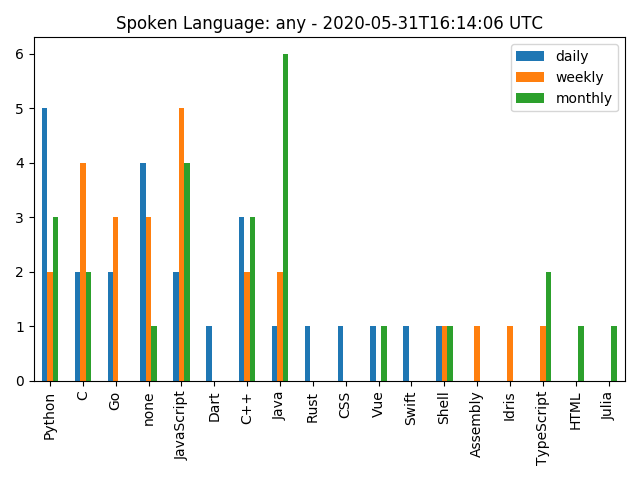 Spoken Language: any - 2020-05-31T16:14:06 UTC
daily
weekly
monthly
6
5
4
3
2
1
0
Python
C
Go
none
JavaScript
Dart
C++
Java
Rust
CSS
Vue
Swift
Shell
Assembly
Idris
TypeScript
HTML
Julia